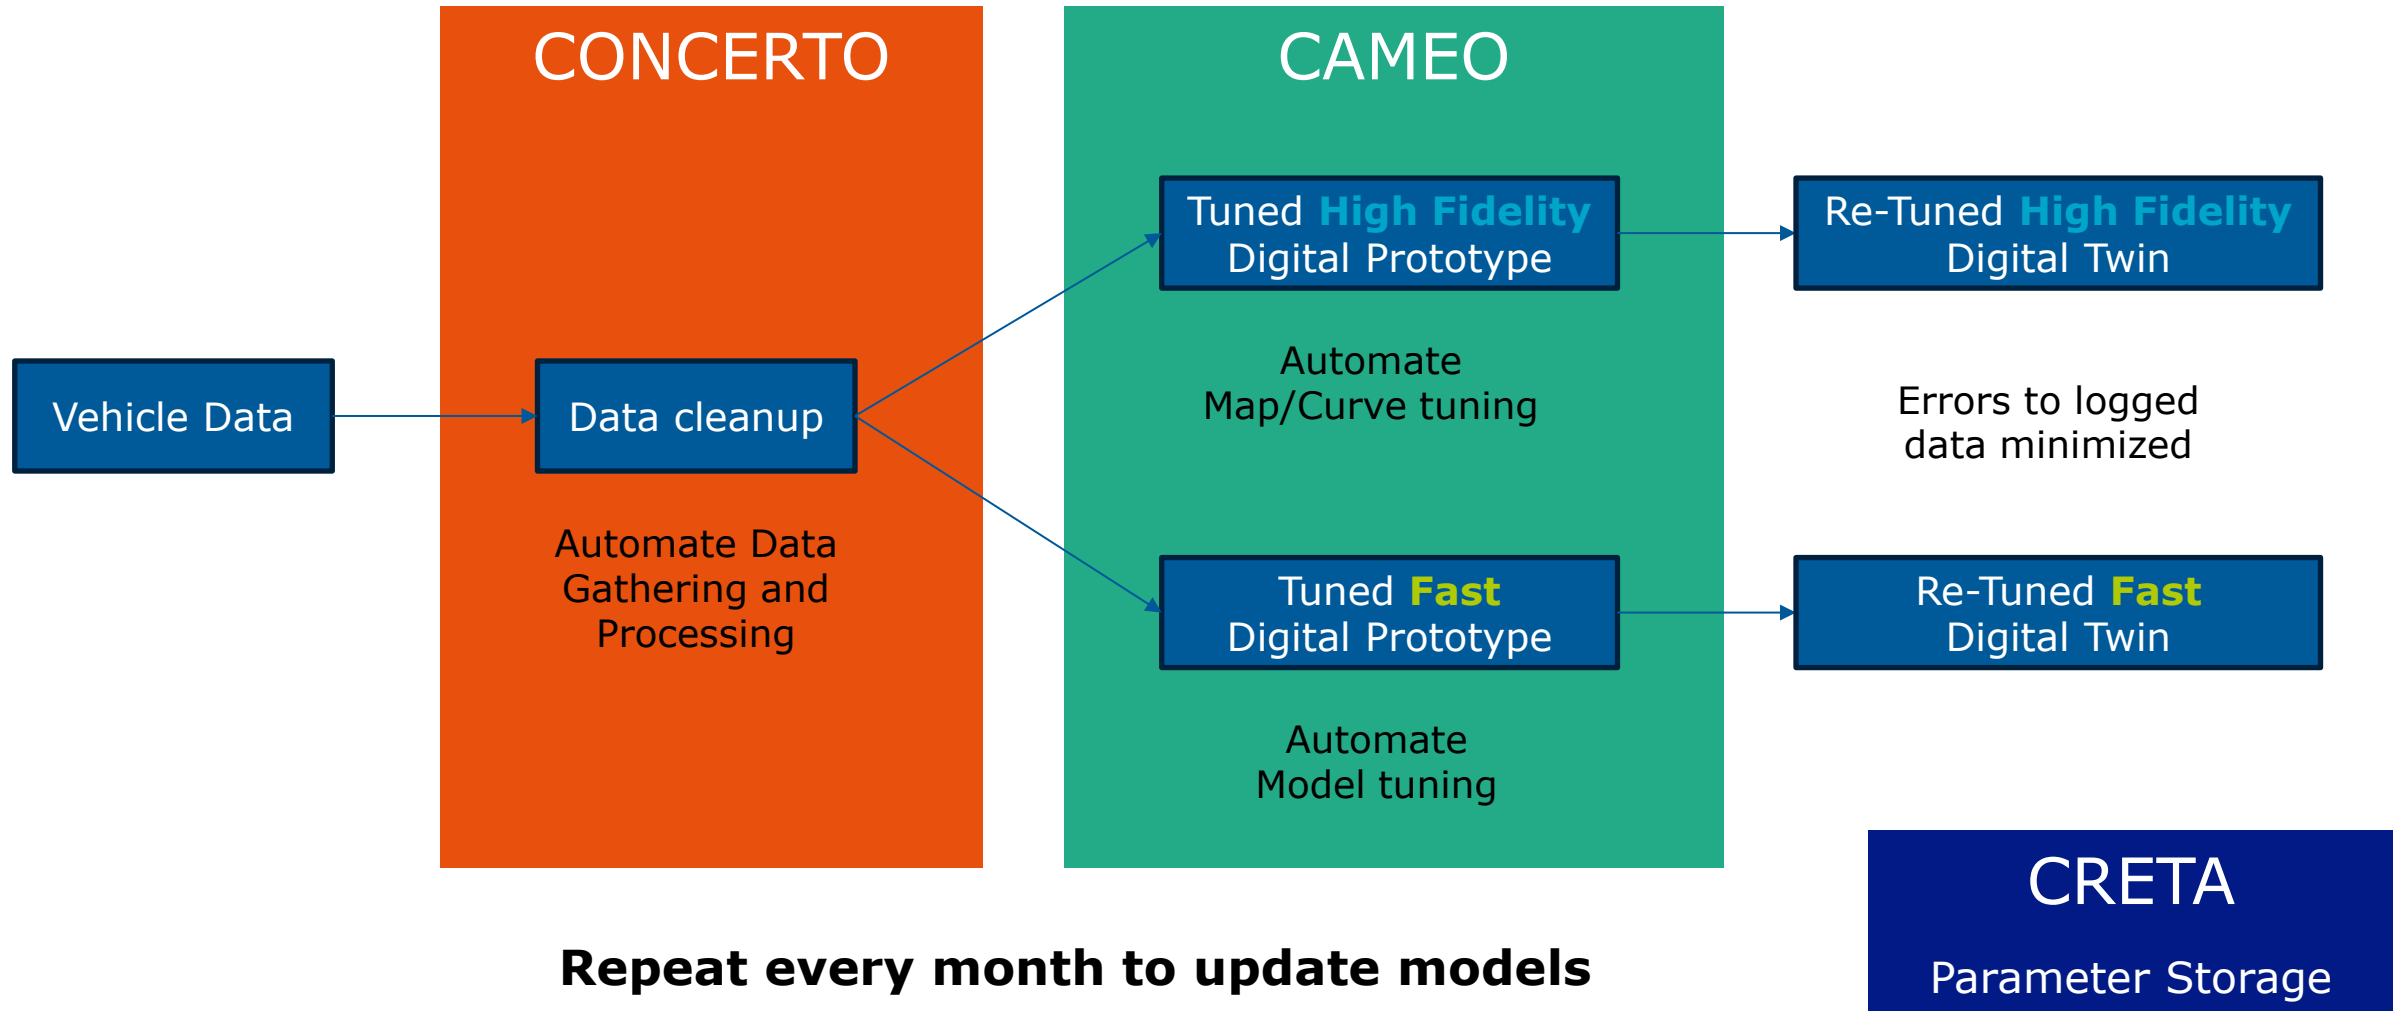 CONCERTO
CAMEO
Vehicle Data
Data cleanup
Automate Data
Gathering and
Processing
Tuned High Fidelity
Digital Prototype
Automate
Map/Curve tuning
Tuned Fast
Digital Prototype
Automate
Model tuning
Re-Tuned High Fidelity
Digital Twin
Errors to logged
data minimized
Re-Tuned Fast
Digital Twin
CRETA
Parameter Storage
Repeat every month to update models